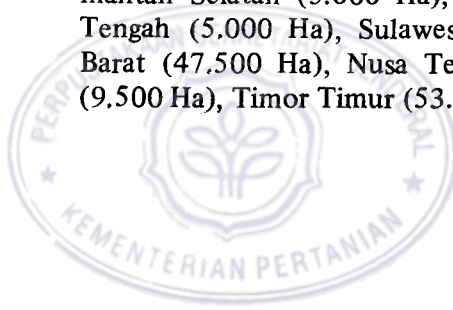 Selatan (5.000 Ha),
Tengah (5.000 Ha), Sulawes
Barat (47.500 Ha), Nusa Te
(9.500 Ha), Timor Timur (53.
KEMENTERIAN PERTANIAN